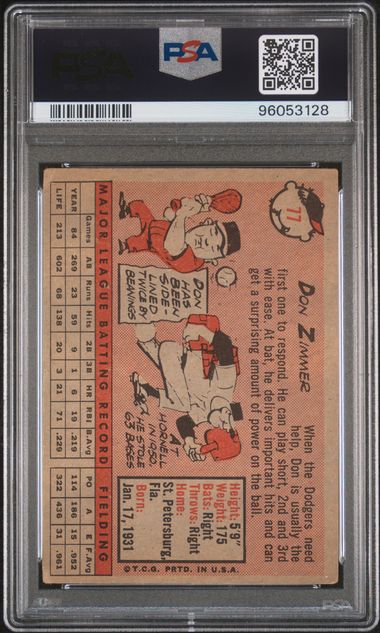 PSA
PSA
96053128
77
DON ZIMMER
When the Dodgers need
help, Don is usually the
first one to respond. He can play short, 2nd and 3rd
with ease. At bat, he delivers important hits and can
get a surprising amount of power on the ball.
DON
HAS BEEN
SIDE-
LINED
TWICE BY
BEANINGS
AT
HORNELL
IN 1950
HE STOLE
63 BASES
Height: 5'9"
Weight: 175
Bats: Right
Throws: Right
Home:
St. Petersburg,
Fla.
Born:
Jan. 17, 1931
MAJOR LEAGUE BATTING RECORD FIELDING
Games AB Runs Hits 2B 3B HR RBI B.Avg PO A E F.Avg
YEAR 84 269 23 59 9 1 6 19 .219 114 186 15 .952
LIFE 213 602 68 138 20 3 21 71 .229 322 436 31 .961
© T.C.G. PRTD. IN U.S.A.